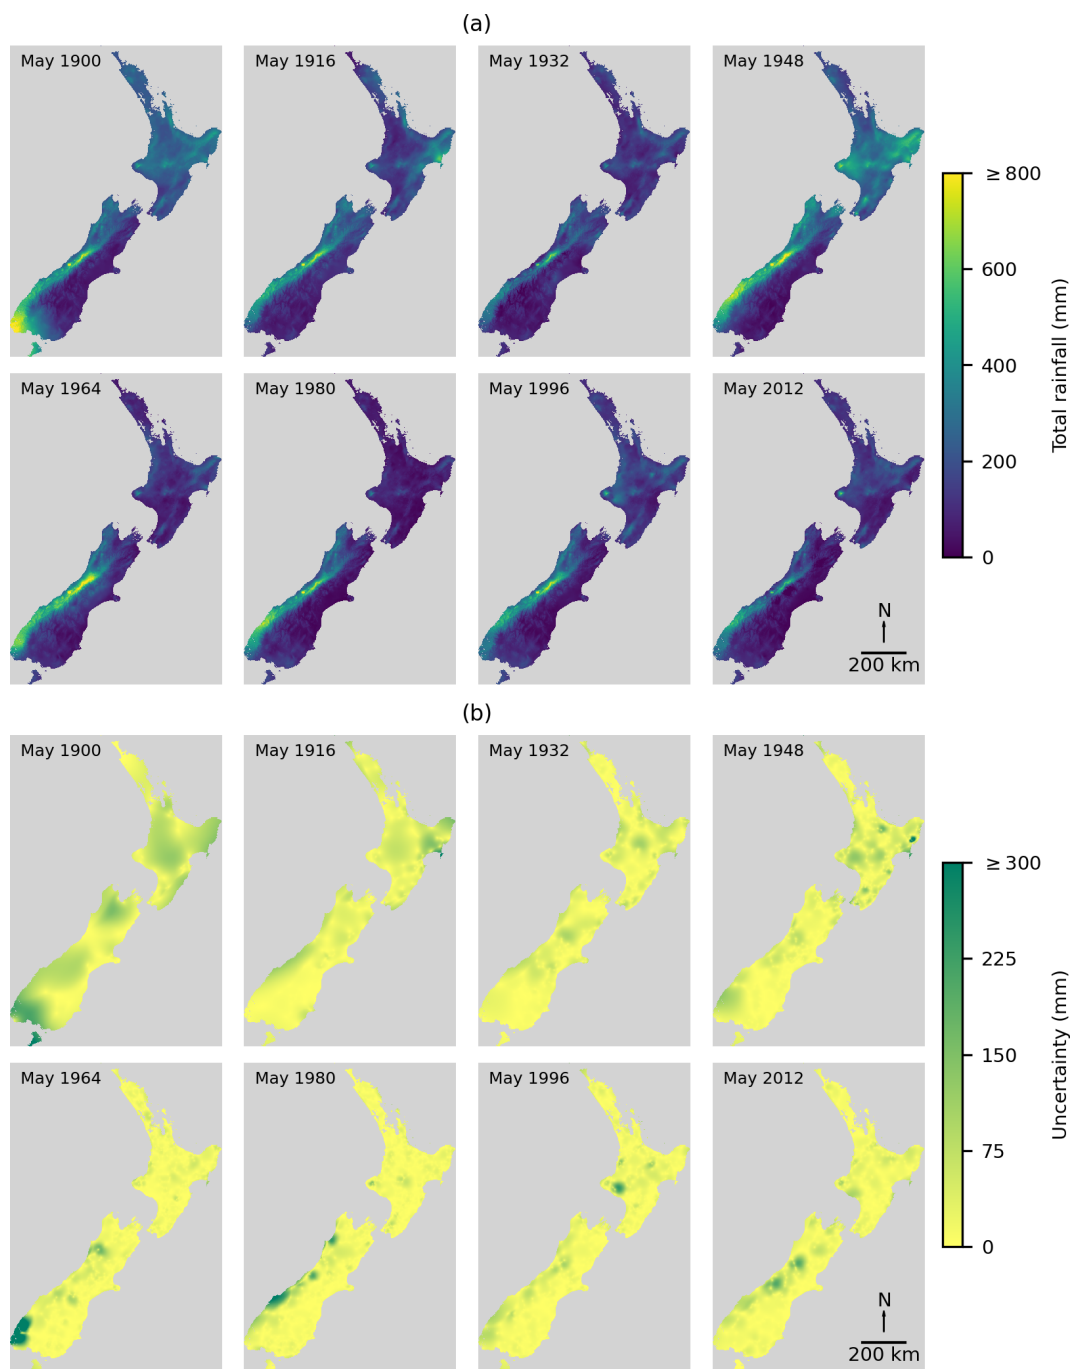 (a)
May 1900
May 1916
May 1932
May 1948
May 1964
May 1980
May 1996
May 2012
N
200 km
≥ 800
600
400
200
0
Total rainfall (mm)
(b)
May 1900
May 1916
May 1932
May 1948
May 1964
May 1980
May 1996
May 2012
N
200 km
≥ 300
225
150
75
0
Uncertainty (mm)